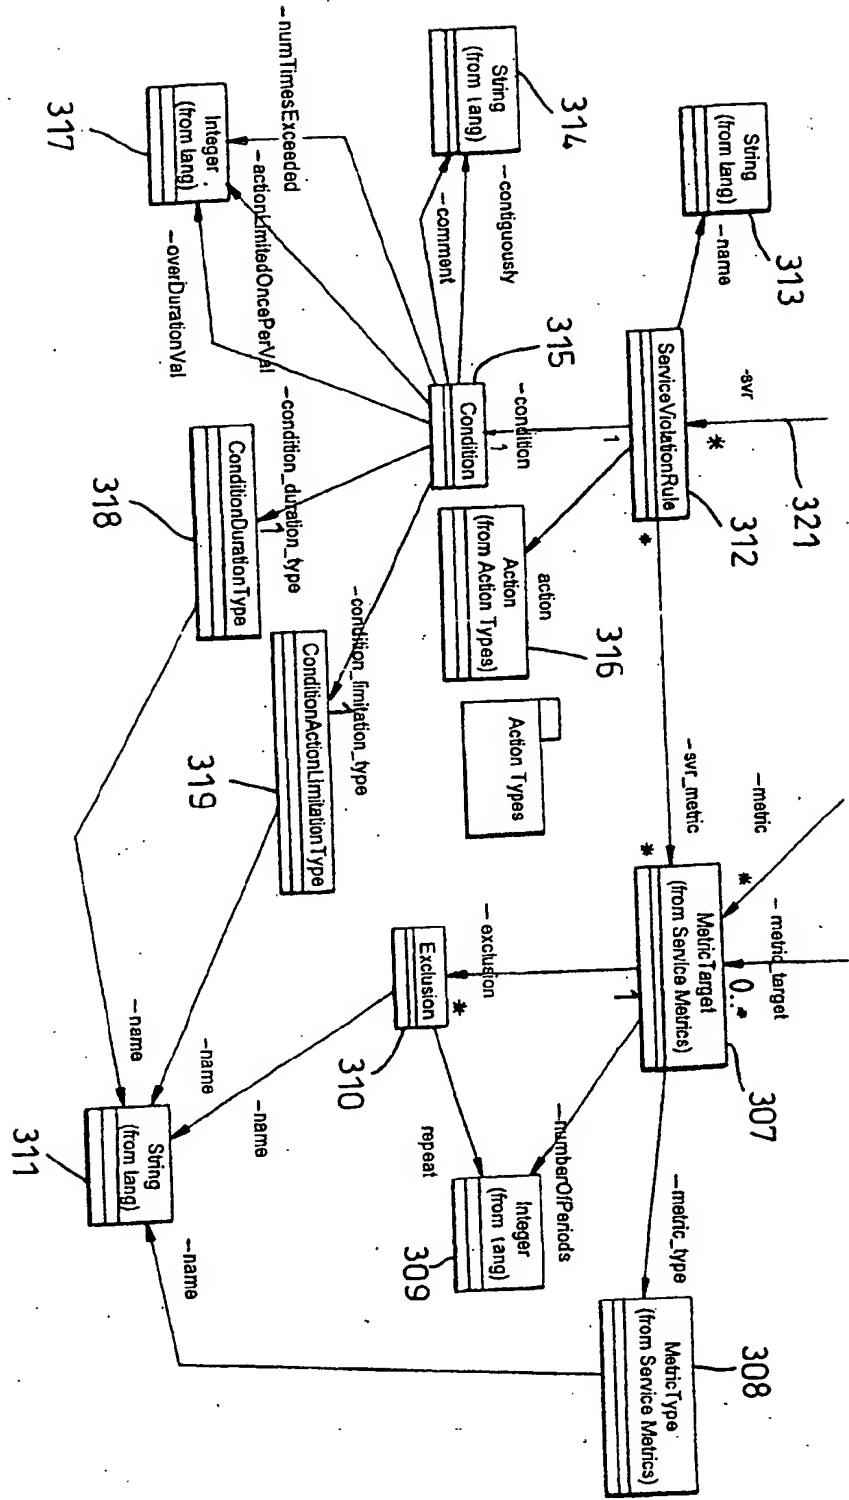 321
-svr
*
-metric
*
-metric_target
0..*
String
(from lang)
313
-name
ServiceViolationRule
312
*
-svr_metric
*
MetricTarget
(from Service Metrics)
307
-metric_type
MetricType
(from Service Metrics)
308
1
-condition
1
action
String
(from lang)
314
-contiguously
-comment
315
Condition
Action
(from Action Types)
316
Action Types
1
-exclusion
*
Exclusion
310
-numberOfPeriods
repeat
Integer
(from lang)
309
-numTimesExceeded
-actionLimitedOncePerVal
-overDurationVal
Integer
(from lang)
317
-condition_duration_type
1
ConditionDurationType
318
-condition_limitation_type
1
ConditionActionLimitationType
319
-name
-name
-name
-name
String
(from lang)
311